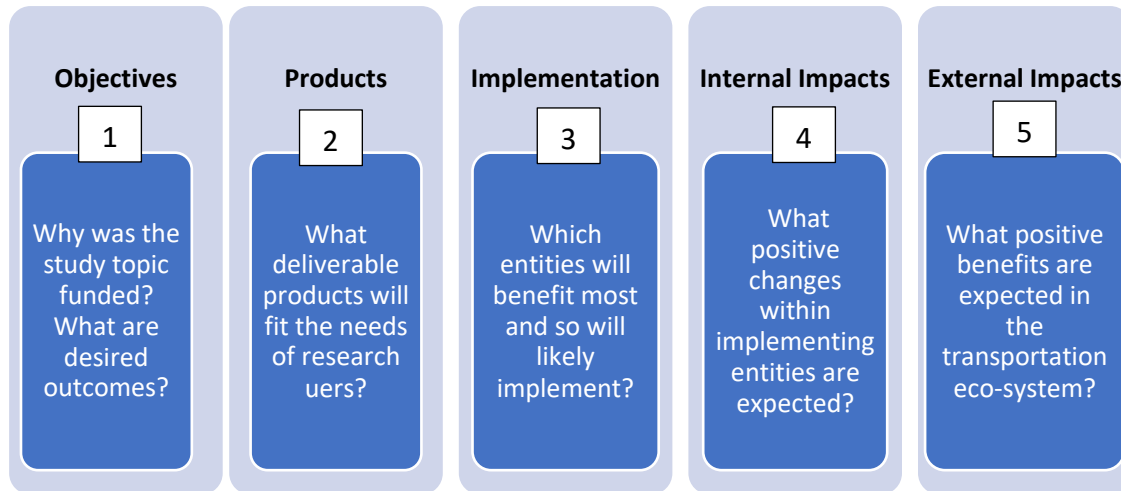 Objectives
1
Why was the
study topic
funded?
What are
desired
outcomes?
Products
2
What
deliverable
products will
fit the needs
of research
uers?
Implementation
3
Which
entities will
benefit most
and so will
likely
implement?
Internal Impacts
4
What
positive
changes
within
implementing
entities are
expected?
External Impacts
5
What positive
benefits are
expected in
the
transportation
eco-system?